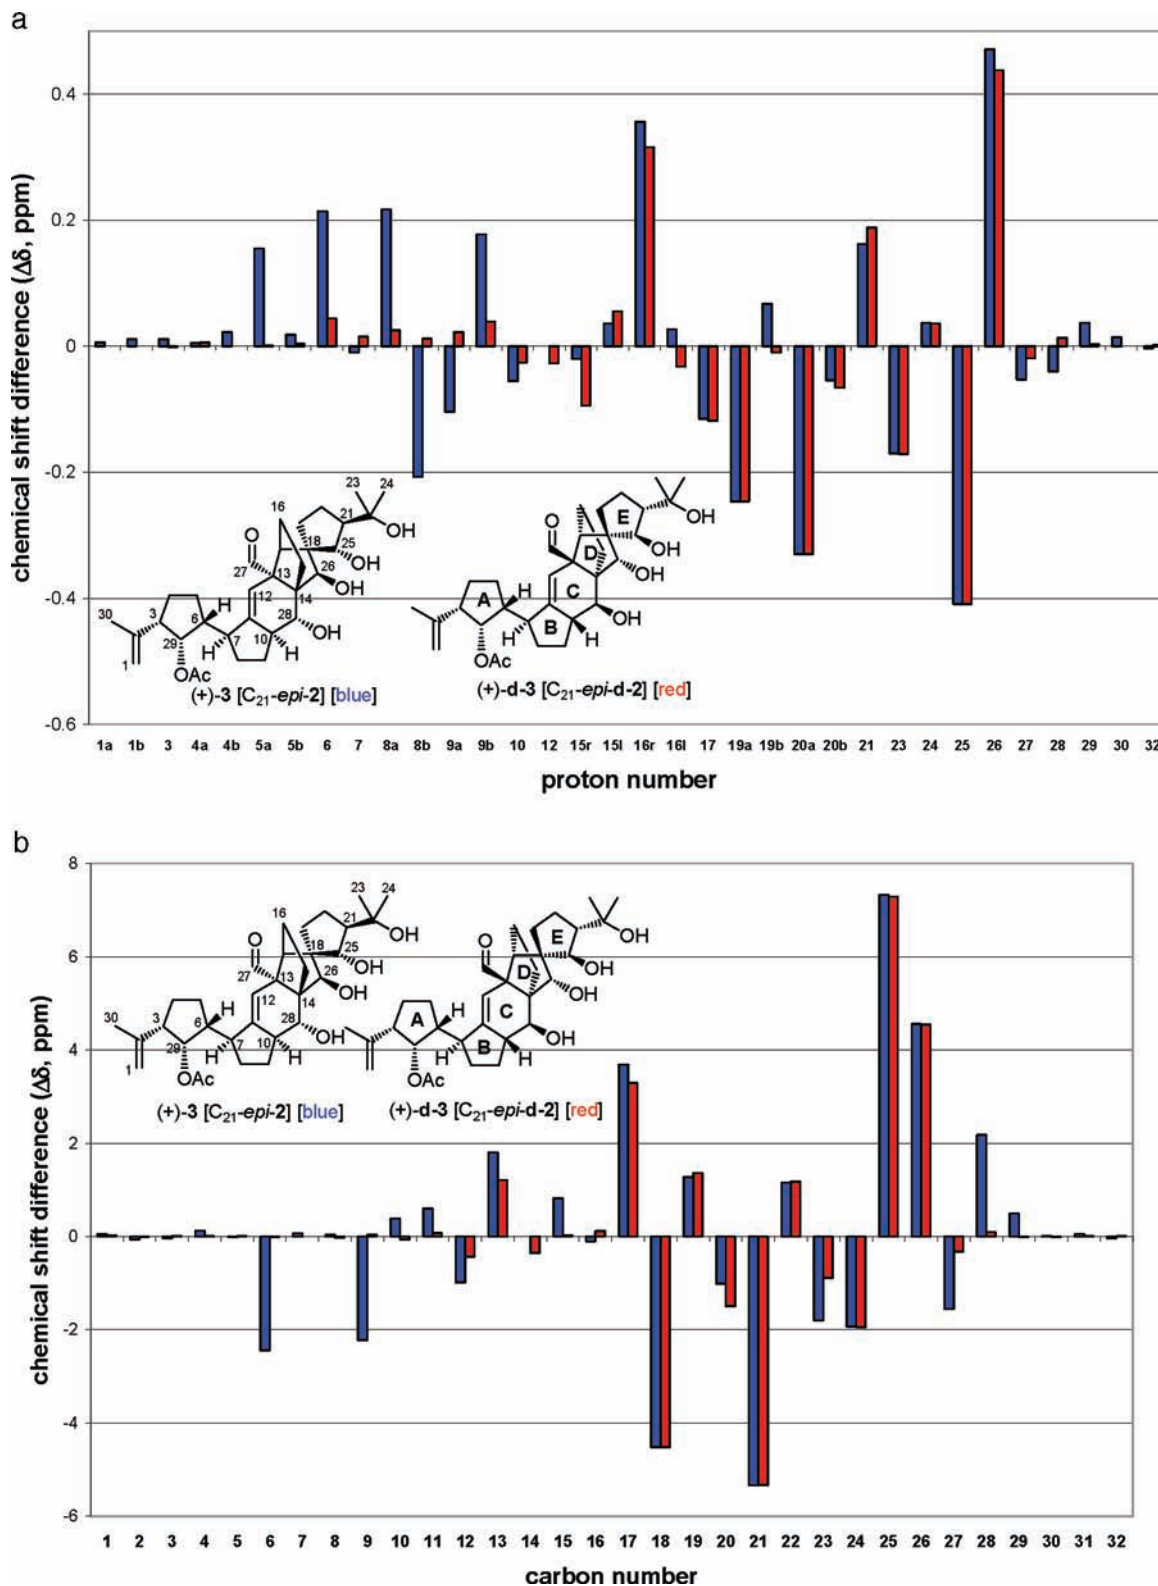 a
chemical shift difference (Δδ, ppm)
0.4
0.2
0
-0.2
-0.4
-0.6
23 24
16 21 OH
18 25
OH
27 13 26
12 14 OH
30 3 6 H 28
29 7 10 OH
1 H H
OAc
(+)-3 [C21-epi-2] [blue]
E OH
O D OH
OH
H C
A B OH
H H
OAc
(+)-d-3 [C21-epi-d-2] [red]
1a 1b 3 4a 4b 5a 5b 6 7 8a 8b 9a 9b 10 12 15r 15l 16r 16l 17 19a 19b 20a 20b 21 23 24 25 26 27 28 29 30 32
proton number
b
chemical shift difference (Δδ, ppm)
8
6
4
2
0
-2
-4
-6
23 24
16 21 OH
O 18 25
OH
27 13 26
12 14 OH
30 3 6 H 28
29 7 10 OH
1 H H
OAc
(+)-3 [C21-epi-2] [blue]
E OH
O D OH
OH
H C
A B OH
H H
OAc
(+)-d-3 [C21-epi-d-2] [red]
1 2 3 4 5 6 7 8 9 10 11 12 13 14 15 16 17 18 19 20 21 22 23 24 25 26 27 28 29 30 31 32
carbon number